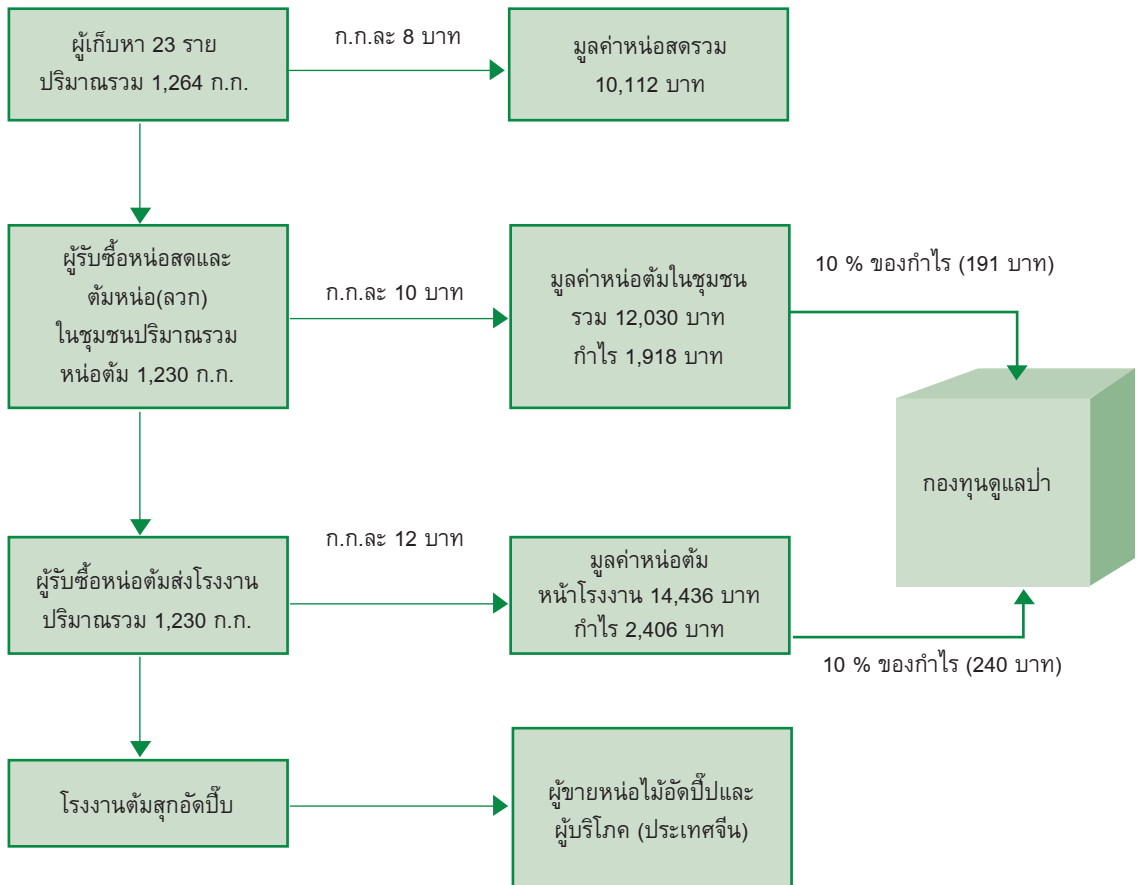 ผู้เก็บหา 23 ราย
ปริมาณรวม 1,264 ก.ก.
ก.ก.ละ 8 บาท
มูลค่าหน่อสดรวม
10,112 บาท
ผู้รับซื้อหน่อสดและ
ต้มหน่อ(ลวก)
ในชุมชนปริมาณรวม
หน่อต้ม 1,230 ก.ก.
ก.ก.ละ 10 บาท
มูลค่าหน่อต้มในชุมชน
รวม 12,030 บาท
กำไร 1,918 บาท
10 % ของกำไร (191 บาท)
กองทุนดูแลป่า
ผู้รับซื้อหน่อต้มส่งโรงงาน
ปริมาณรวม 1,230 ก.ก.
ก.ก.ละ 12 บาท
มูลค่าหน่อต้ม
หน้าโรงงาน 14,436 บาท
กำไร 2,406 บาท
10 % ของกำไร (240 บาท)
โรงงานต้มสุกอัดปี๊บ
ผู้ขายหน่อไม้อัดปี๊ปและ
ผู้บริโภค (ประเทศจีน)